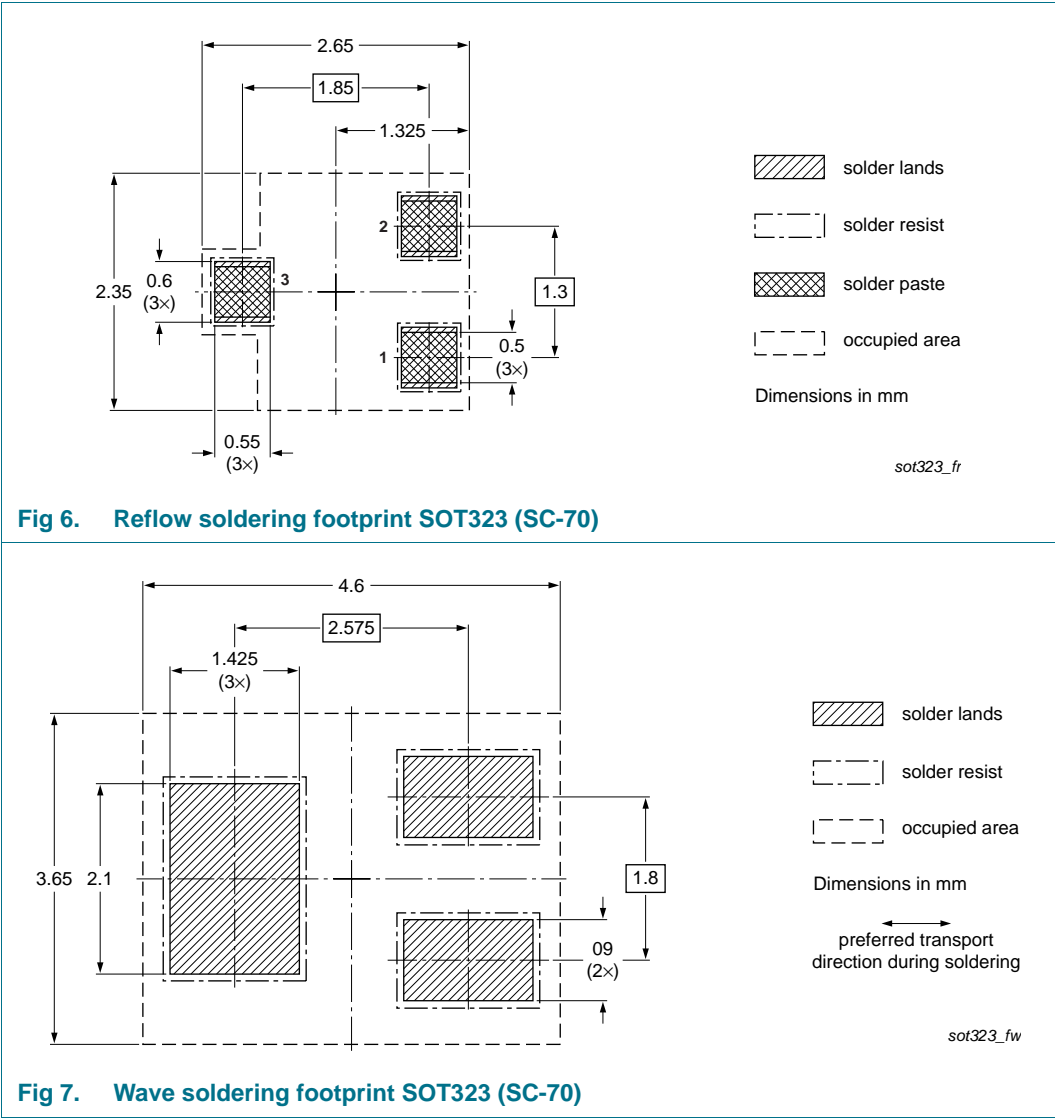 2.65
1.85
1.325
solder lands
2
solder resist
0.6
(3×)
3
2.35
1.3
solder paste
1
0.5
(3×)
occupied area
Dimensions in mm
0.55
(3×)
sot323_fr
Fig 6. Reflow soldering footprint SOT323 (SC-70)
4.6
2.575
1.425
(3×)
solder lands
solder resist
occupied area
3.65
2.1
1.8
Dimensions in mm
09
(2×)
preferred transport
direction during soldering
sot323_fw
Fig 7. Wave soldering footprint SOT323 (SC-70)